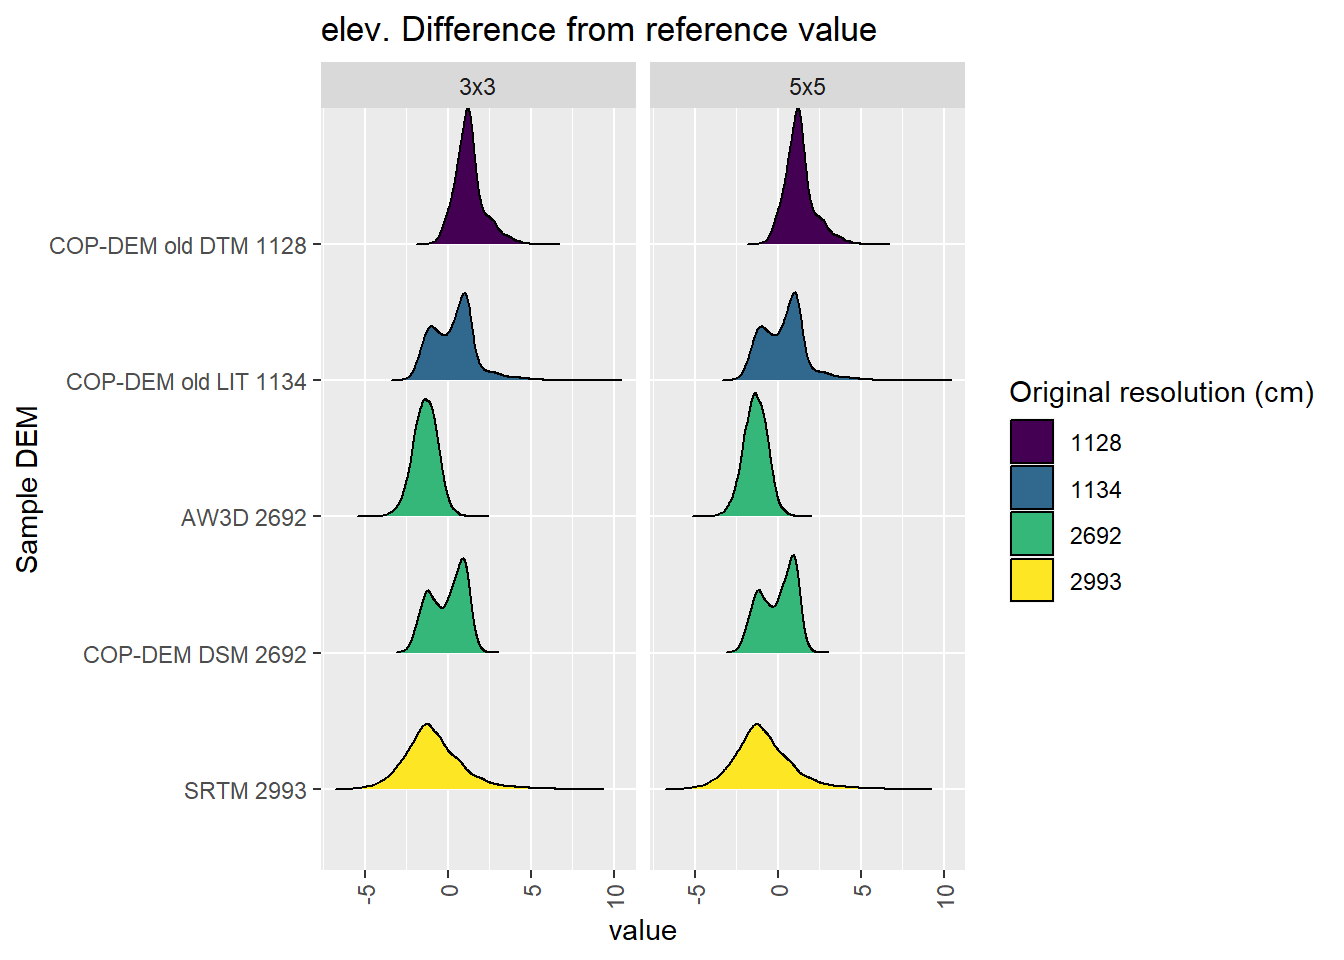 elev. Difference from reference value
3x3
5x5
COP-DEM old DTM 1128
COP-DEM old LIT 1134
AW3D 2692
COP-DEM DSM 2692
SRTM 2993
Sample DEM
-5
0
5
10
-5
0
5
10
value
Original resolution (cm)
1128
1134
2692
2993